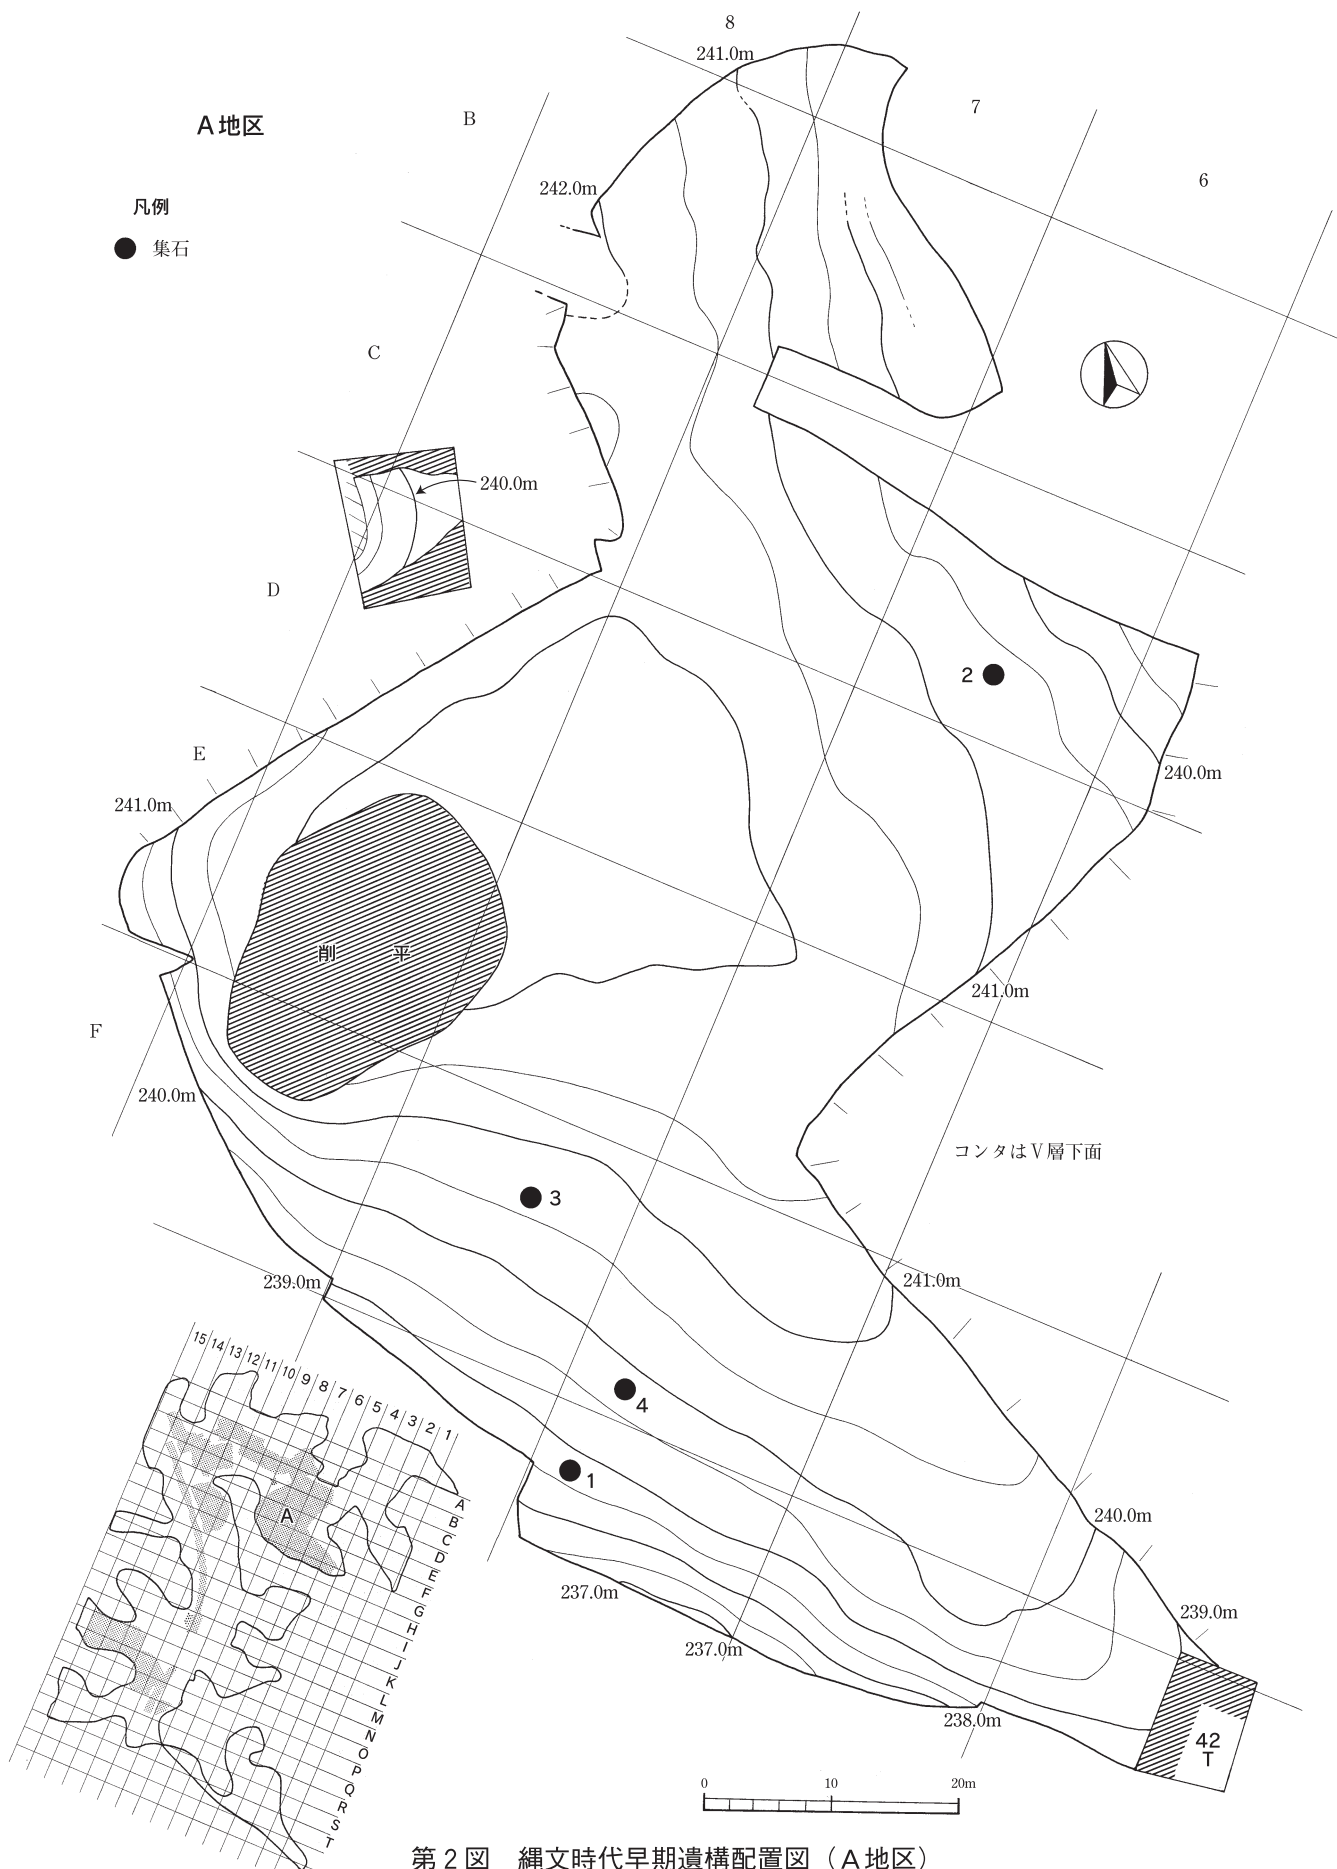 8
241.0m
7
B
A地区
6
242.0m
凡例
集石
C
240.0m
D
2
E
240.0m
241.0m
削 平
241.0m
F
240.0m
コンタはⅤ層下面
3
239.0m
241.0m
15 14 13 12 11 10 9 8 7 6 5 4 3 2 1
4
1
A
A
B
C
D
E
F
G
H
I
J
K
L
M
N
O
P
Q
R
S
T
240.0m
237.0m
239.0m
237.0m
238.0m
42
T
0 10 20m
第2図 縄文時代早期遺構配置図（A地区）